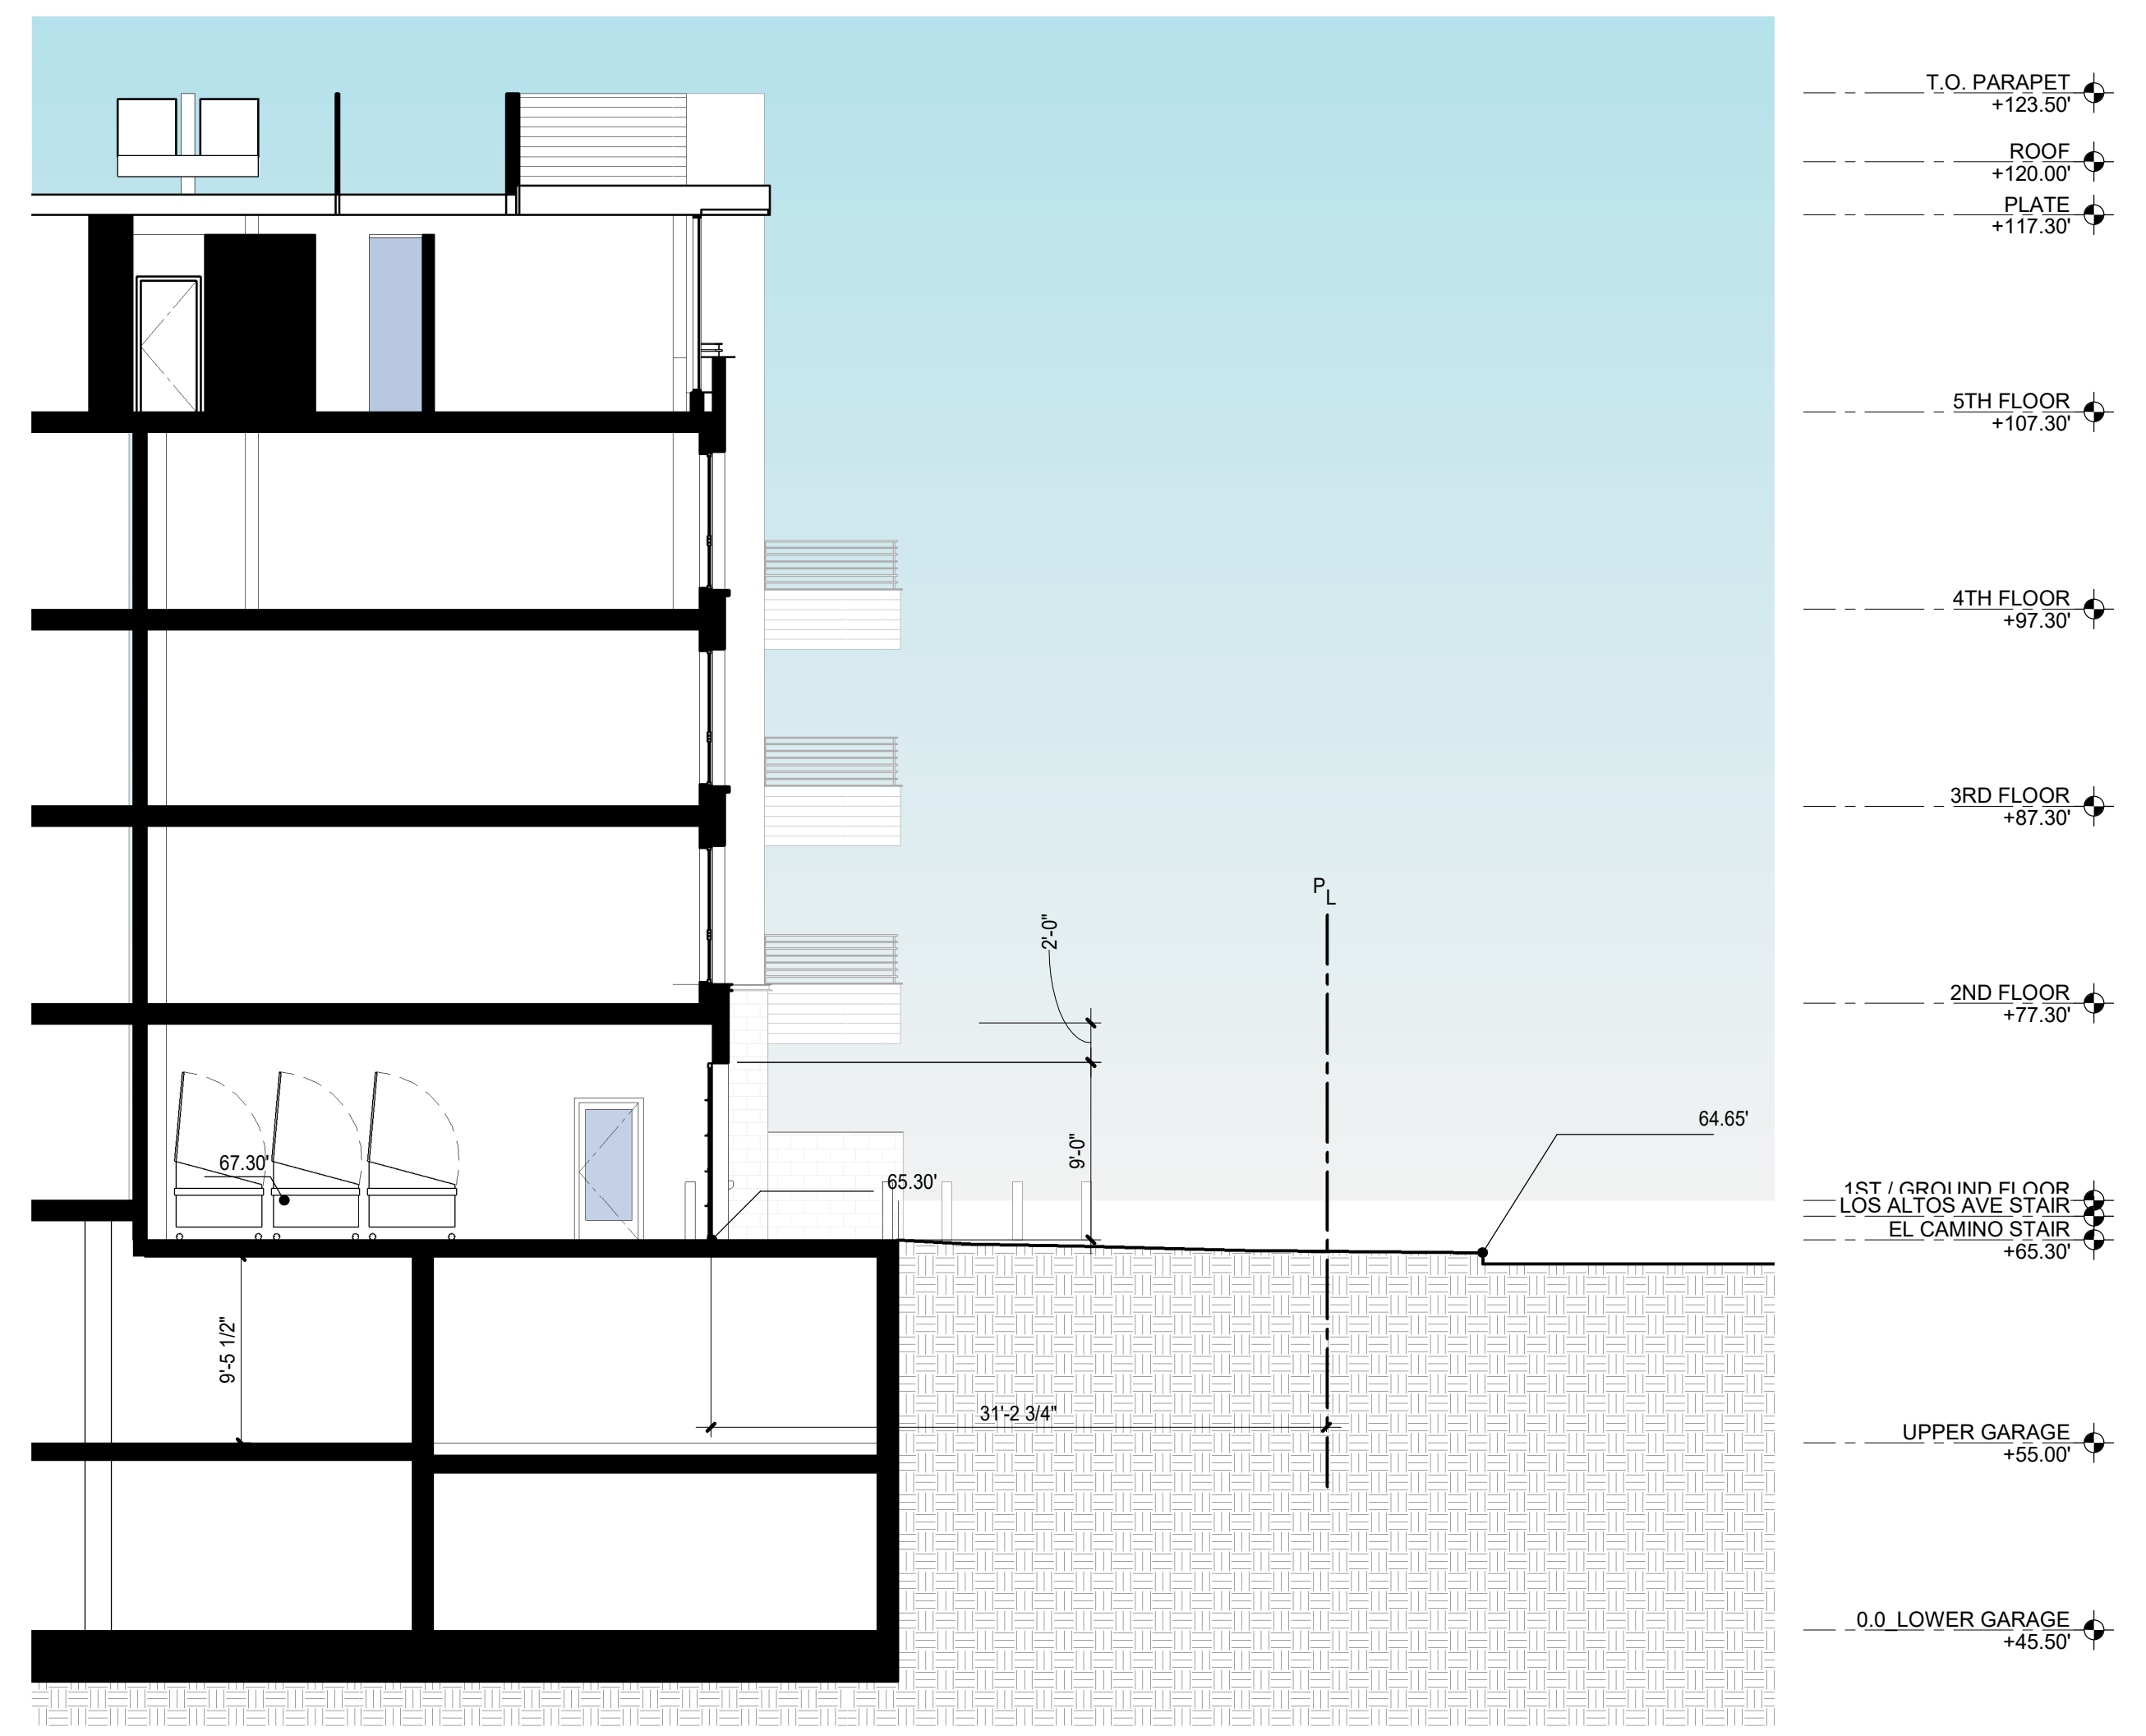 T.O. PARAPET
+123.50'
ROOF
+120.00'
PLATE
+117.30'
5TH FLOOR
+107.30'
4TH FLOOR
+97.30'
3RD FLOOR
+87.30'
P
L
2'-0"
2ND FLOOR
+77.30'
64.65'
9'-0"
67.30'
65.30'
1ST / GROUND FLOOR
LOS ALTOS AVE STAIR
EL CAMINO STAIR
+65.30'
9'-5 1/2"
31'-2 3/4"
UPPER GARAGE
+55.00'
0.0_LOWER GARAGE
+45.50'